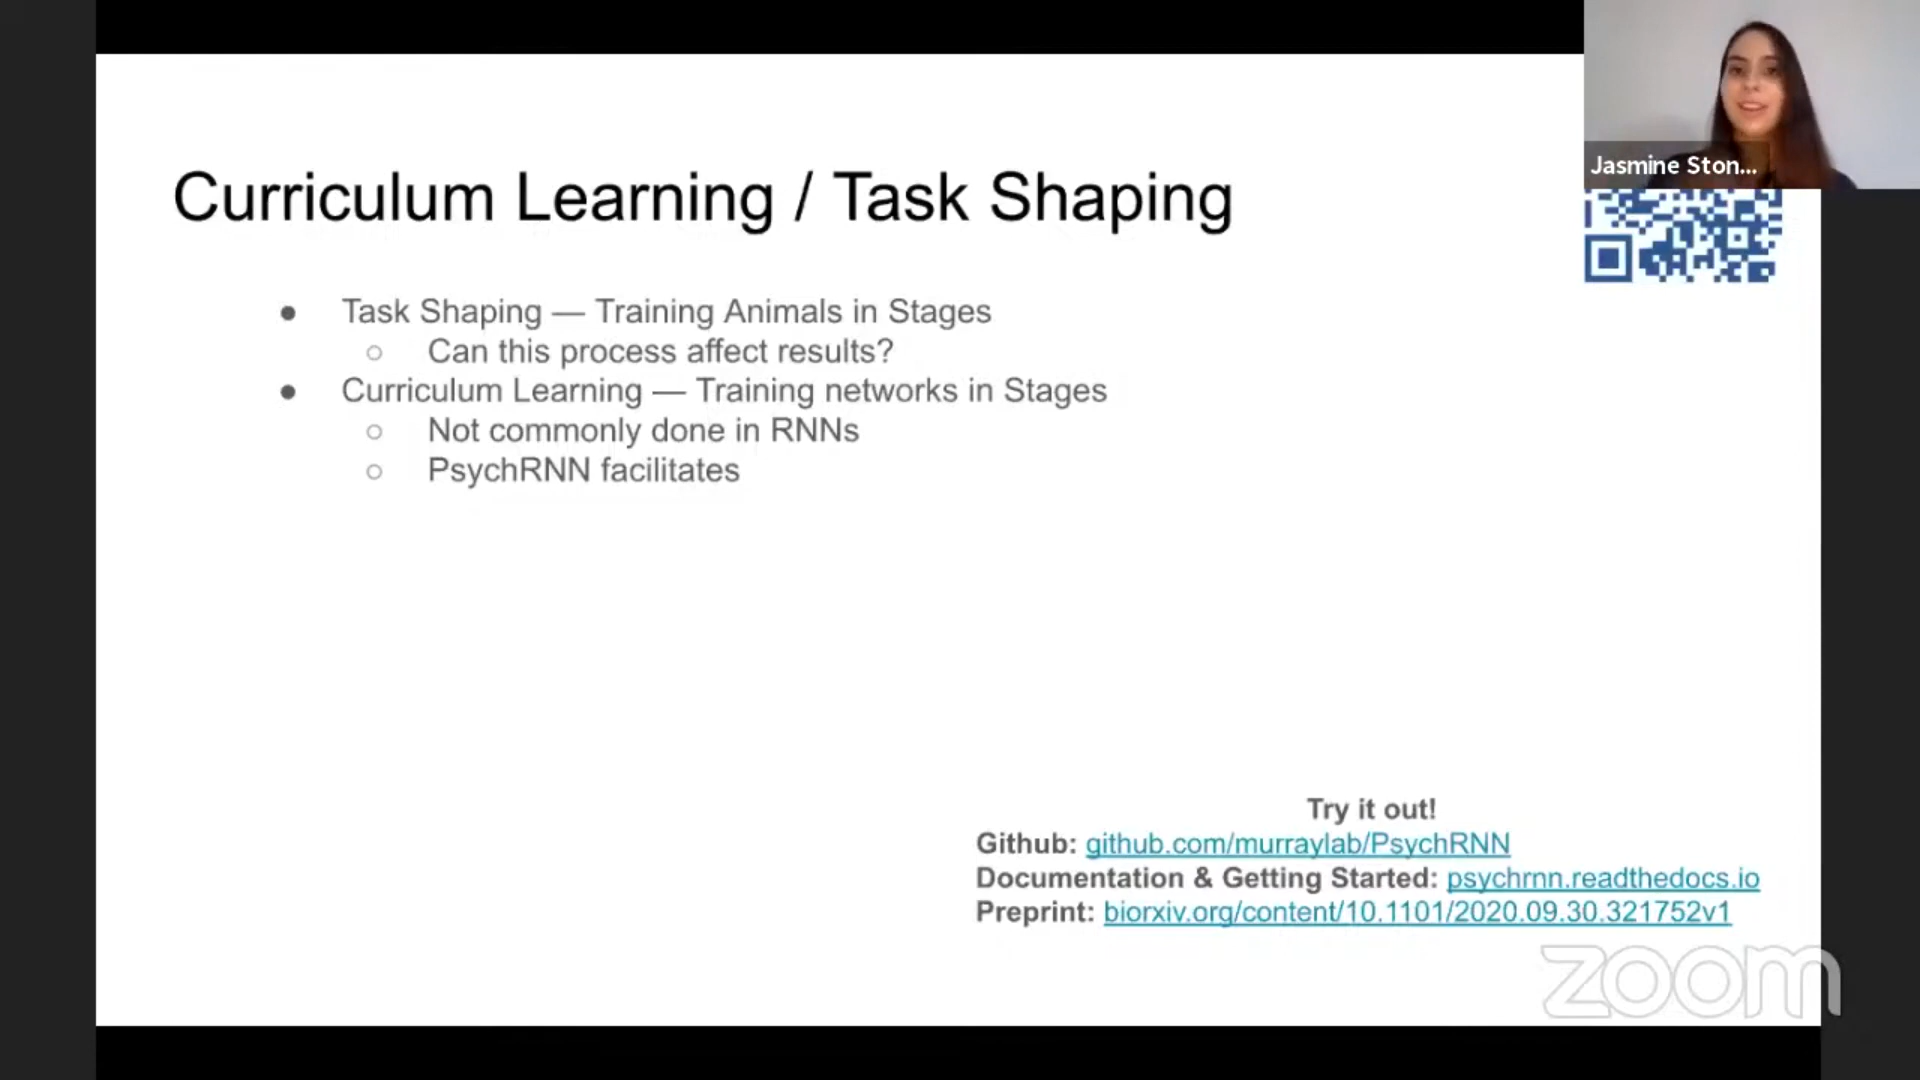 Jasmine Ston...
Curriculum Learning / Task Shaping
● Task Shaping — Training Animals in Stages
○ Can this process affect results?
● Curriculum Learning — Training networks in Stages
○ Not commonly done in RNNs
○ PsychRNN facilitates
Try it out!
Github: github.com/murraylab/PsychRNN
Documentation & Getting Started: psychrnn.readthedocs.io
Preprint: biorxiv.org/content/10.1101/2020.09.30.321752v1
zoom